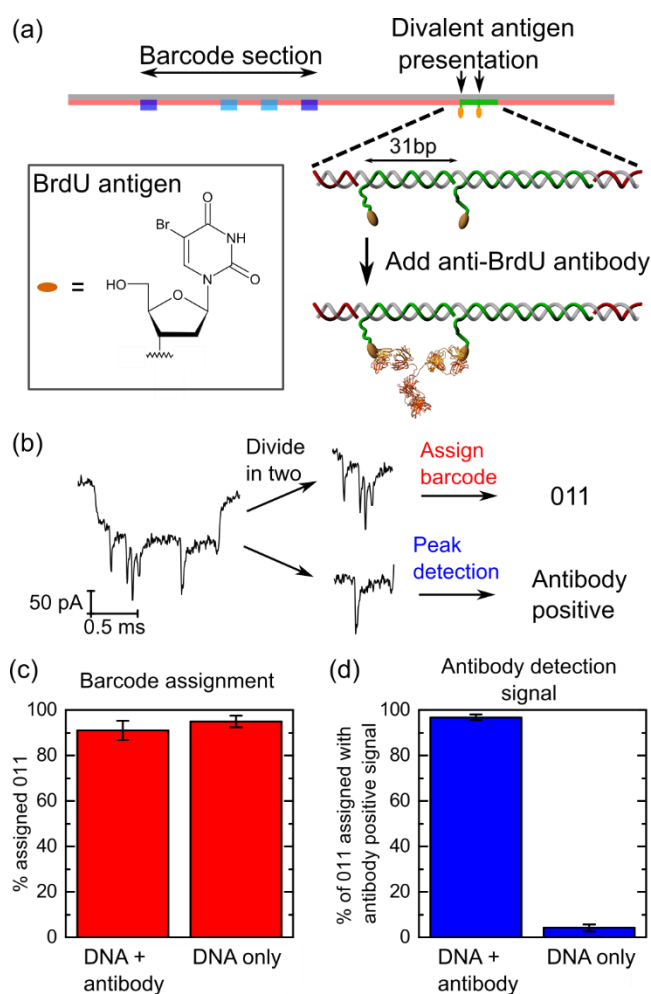 (a)
Barcode section
Divalent antigen
presentation
31bp
BrdU antigen
Br
O
NH
N
O
HO
O
=
Add anti-BrdU antibody
(b)
Divide
in two
Assign
barcode
011
Peak
detection
Antibody
positive
50 pA
0.5 ms
(c)
Barcode assignment
% assigned 011
100
80
60
40
20
0
DNA +
antibody
DNA only
(d)
Antibody detection
signal
% of 011 assigned with
antibody positive signal
100
80
60
40
20
0
DNA +
antibody
DNA only